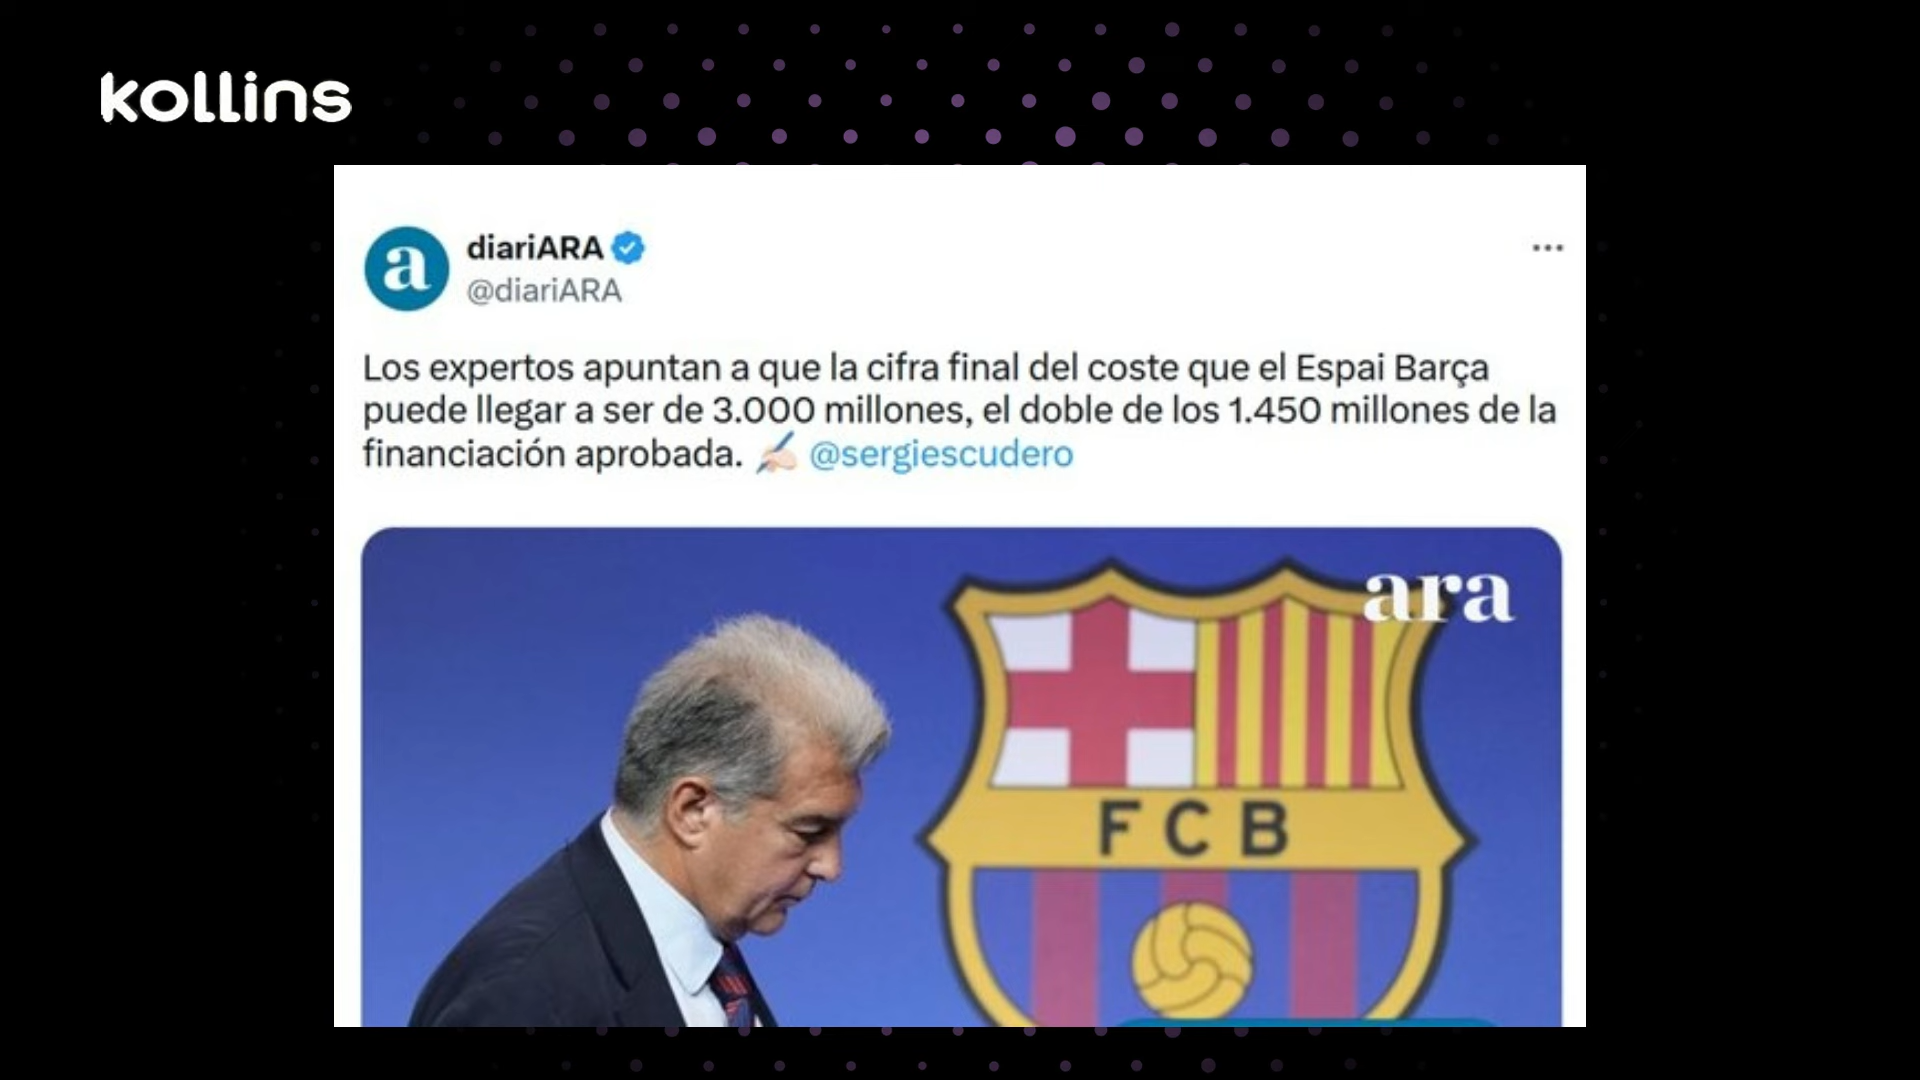 kollins
diariARA
@diariARA
Los expertos apuntan a que la cifra final del coste que el Espai Barça
puede llegar a ser de 3.000 millones, el doble de los 1.450 millones de la
financiación aprobada. ✍🏻 @sergiescudero
ara
FCB